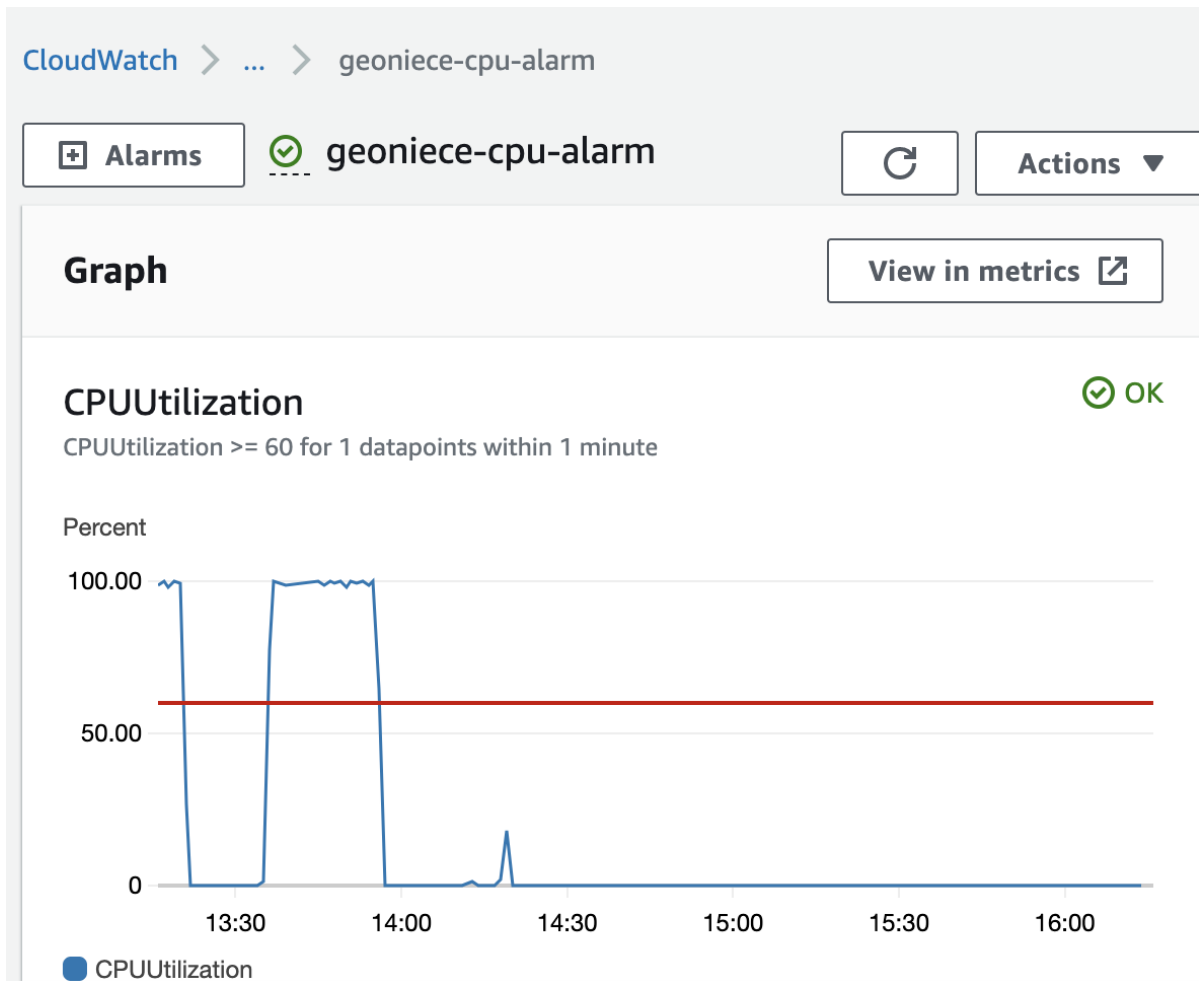 CloudWatch > ... > geoniece-cpu-alarm
Alarms
geoniece-cpu-alarm
Actions
Graph
View in metrics
CPUUtilization
OK
CPUUtilization >= 60 for 1 datapoints within 1 minute
Percent
100.00
50.00
0
13:30 14:00 14:30 15:00 15:30 16:00
CPUUtilization